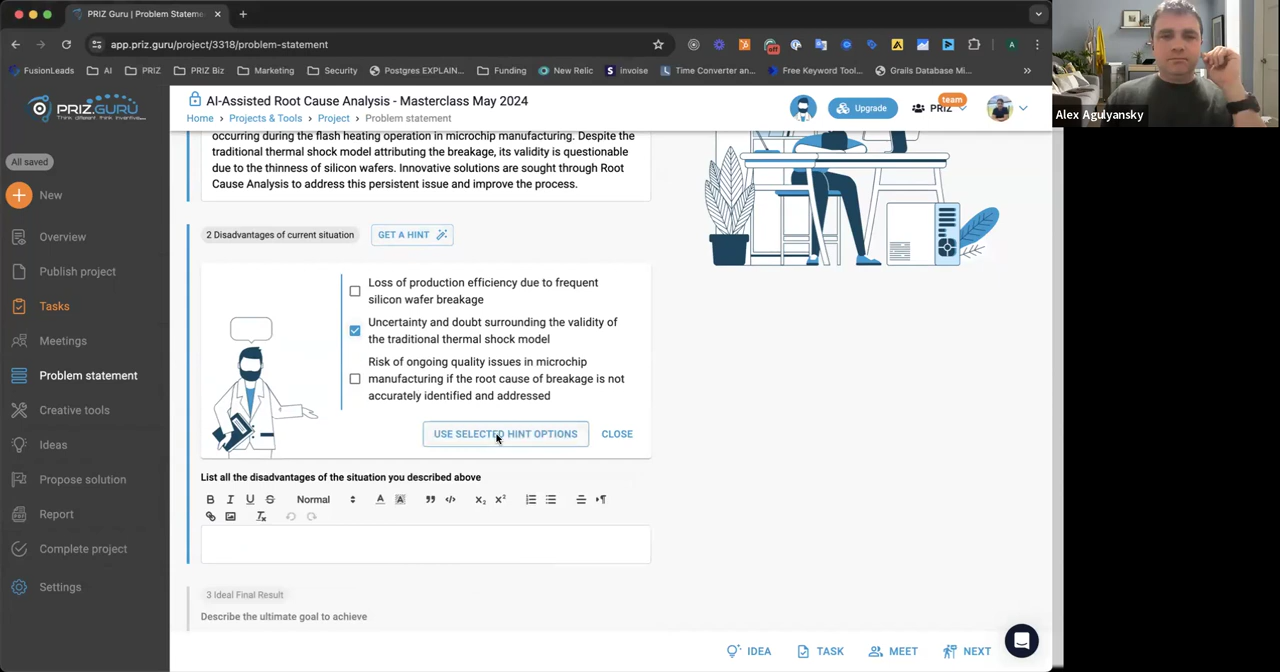 PRIZ Guru | Problem Stateme
app.priz.guru/project/3318/problem-statement
off
A
FusionLeads
AI
PRIZ
PRIZ Biz
Marketing
Security
Postgres EXPLAIN...
Funding
New Relic
invoise
Time Converter an...
Free Keyword Tool...
Grails Database Mi...
PRIZ.GURU
Think different think inventive
AI-Assisted Root Cause Analysis - Masterclass May 2024
Home > Projects & Tools > Project > Problem statement
Upgrade
team
PRIZ
Alex Agulyansky
All saved
New
Overview
Publish project
Tasks
Meetings
Problem statement
Creative tools
Ideas
Propose solution
Report
Complete project
Settings
occurring during the flash heating operation in microchip manufacturing. Despite the
traditional thermal shock model attributing the breakage, its validity is questionable
due to the thinness of silicon wafers. Innovative solutions are sought through Root
Cause Analysis to address this persistent issue and improve the process.
2 Disadvantages of current situation
GET A HINT
Loss of production efficiency due to frequent
silicon wafer breakage
Uncertainty and doubt surrounding the validity of
the traditional thermal shock model
Risk of ongoing quality issues in microchip
manufacturing if the root cause of breakage is not
accurately identified and addressed
USE SELECTED HINT OPTIONS
CLOSE
List all the disadvantages of the situation you described above
Normal
3 Ideal Final Result
Describe the ultimate goal to achieve
IDEA
TASK
MEET
NEXT